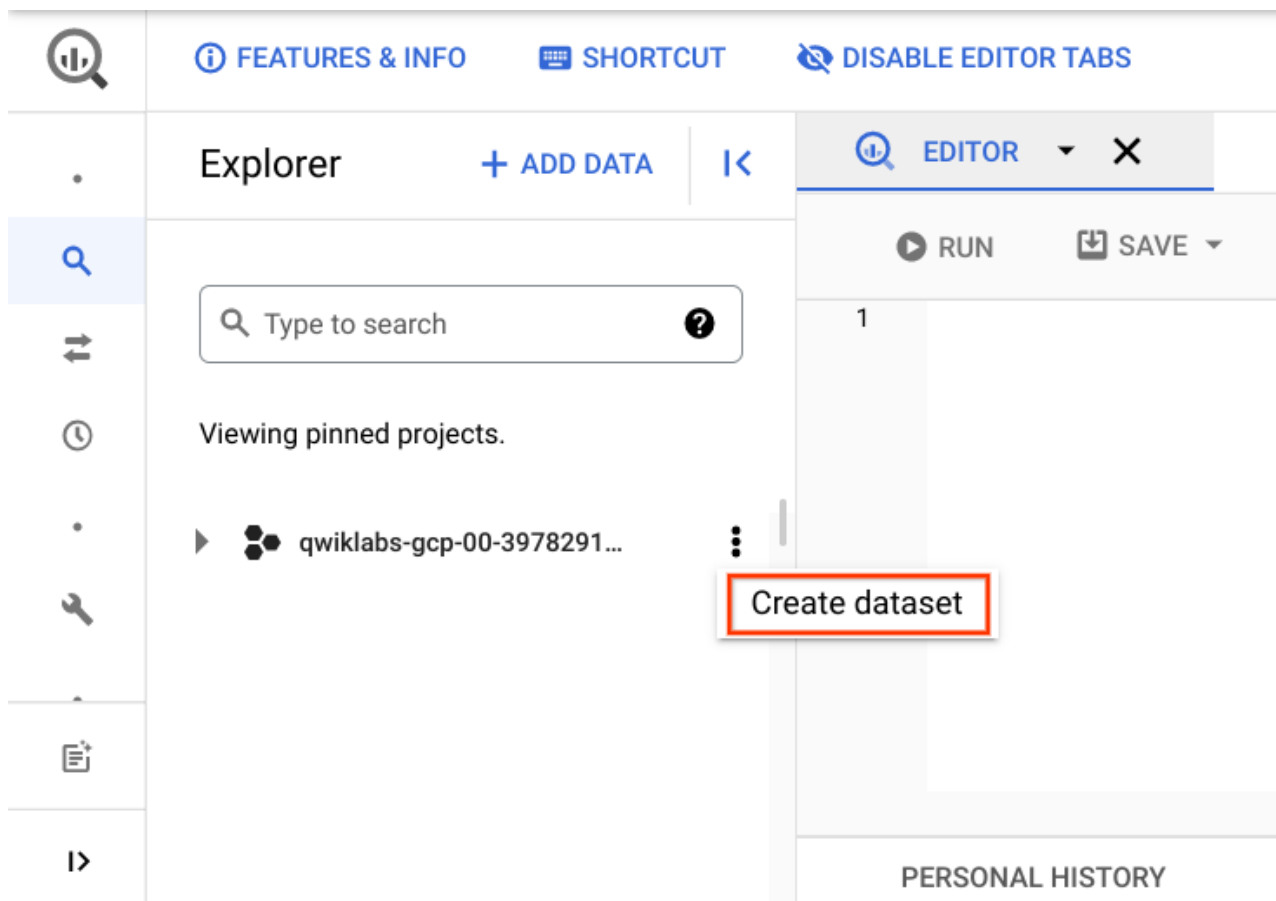 FEATURES & INFO
SHORTCUT
DISABLE EDITOR TABS
Explorer
+ ADD DATA
EDITOR
RUN
SAVE
Type to search
1
Viewing pinned projects.
qwiklabs-gcp-00-3978291...
Create dataset
PERSONAL HISTORY